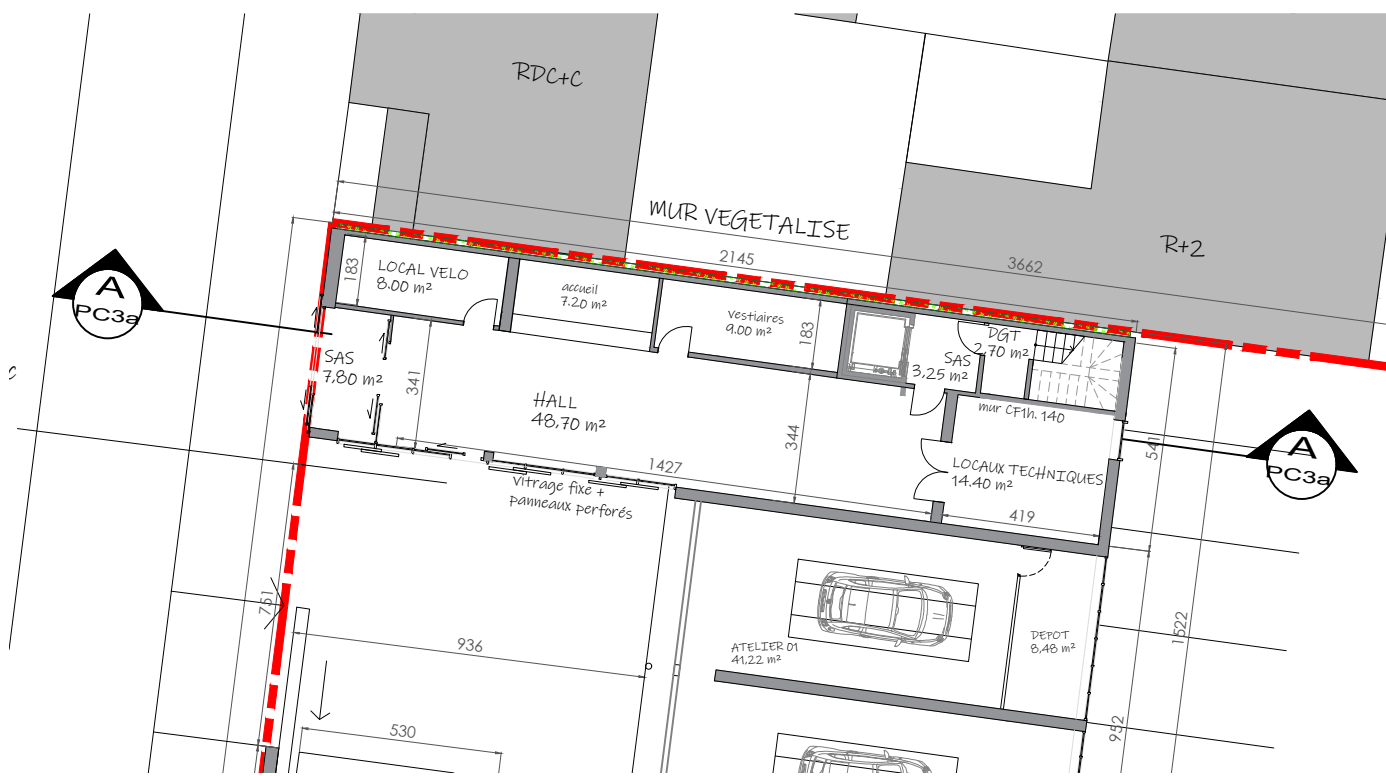 RDC+C
MUR VEGETALISE
R+2
2145
3662
A
PC3a
183
LOCAL VELO
8.00 m²
accueil
7.20 m²
vestiaires
9.00 m²
183
DGT
2,70 m²
SAS
3,25 m²
SAS
7,80 m²
341
HALL
48,70 m²
344
mur CF1h. 140
541
A
PC3a
LOCAUX TECHNIQUES
14.40 m²
1427
vitrage fixe +
panneaux perforés
419
751
936
ATELIER 01
41,22 m²
DEPOT
8,48 m²
1522
530
952